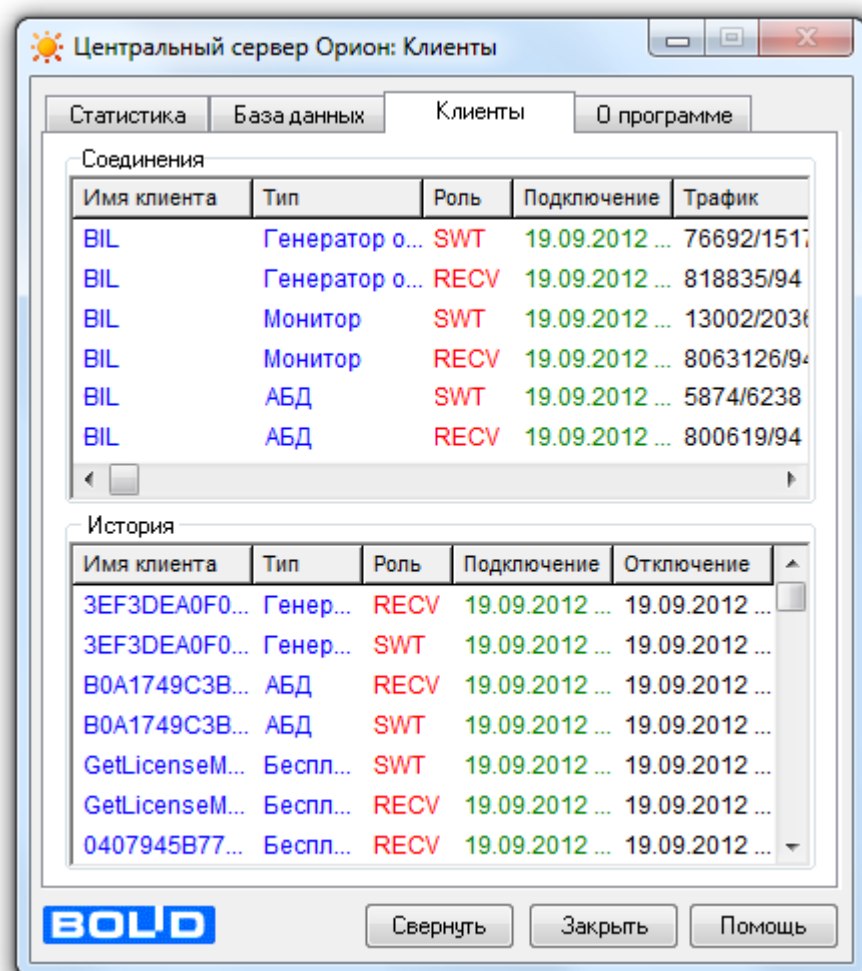 Центральный сервер Орион: Клиенты
Статистика База данных Клиенты О программе
Соединения
Имя клиента Тип Роль Подключение Трафик
BIL Генератор о... SWT 19.09.2012 ... 76692/1517
BIL Генератор о... RECV 19.09.2012 ... 818835/94
BIL Монитор SWT 19.09.2012 ... 13002/2036
BIL Монитор RECV 19.09.2012 ... 8063126/94
BIL АБД SWT 19.09.2012 ... 5874/6238
BIL АБД RECV 19.09.2012 ... 800619/94
История
Имя клиента Тип Роль Подключение Отключение
3EF3DEA0F0... Генер... RECV 19.09.2012 ... 19.09.2012 ...
3EF3DEA0F0... Генер... SWT 19.09.2012 ... 19.09.2012 ...
B0A1749C3B... АБД RECV 19.09.2012 ... 19.09.2012 ...
B0A1749C3B... АБД SWT 19.09.2012 ... 19.09.2012 ...
GetLicenseM... Беспл... SWT 19.09.2012 ... 19.09.2012 ...
GetLicenseM... Беспл... RECV 19.09.2012 ... 19.09.2012 ...
0407945B77... Беспл... RECV 19.09.2012 ... 19.09.2012 ...
BOLID Свернуть Закрыть Помощь